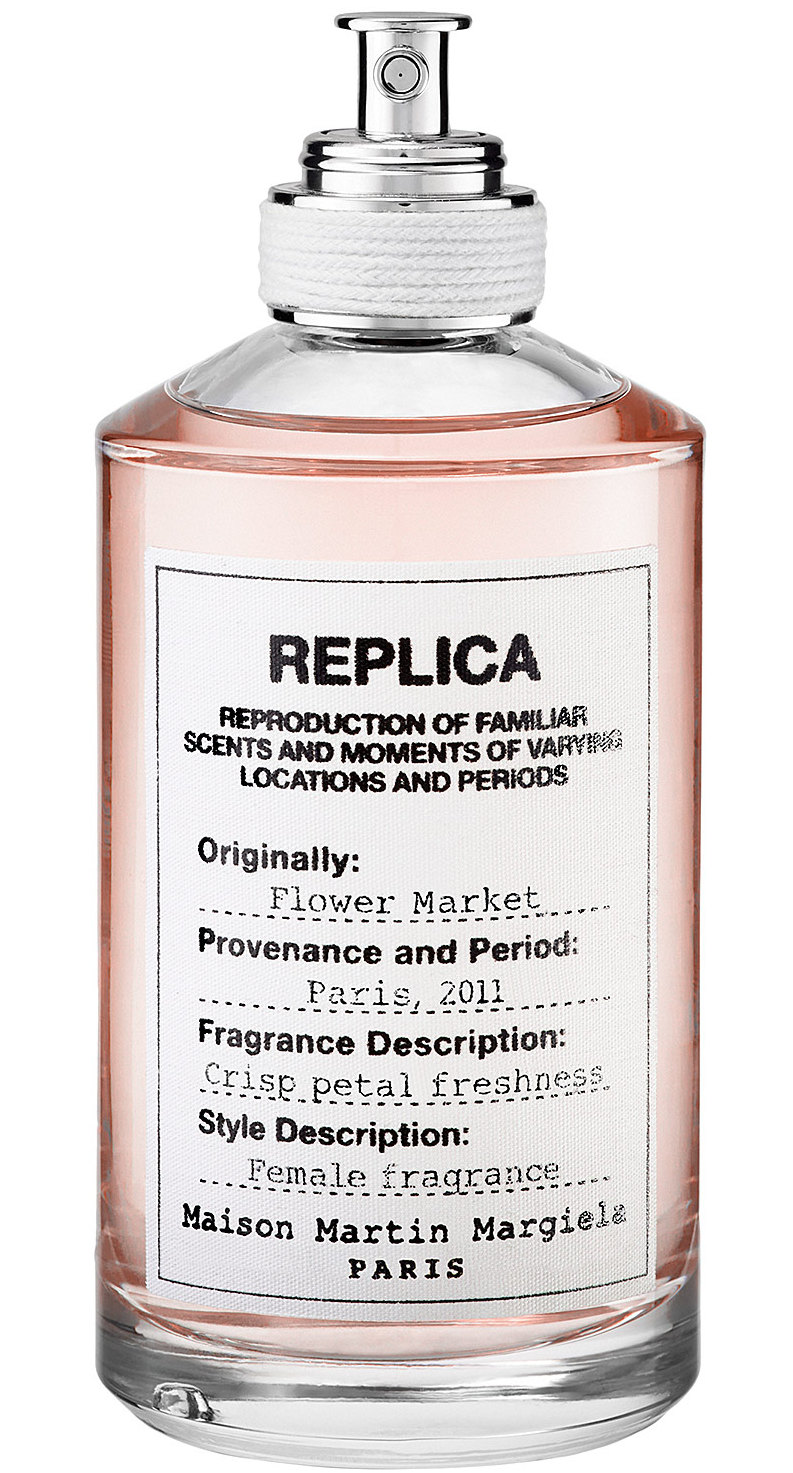 REPLICA
REPRODUCTION OF FAMILIAR
SCENTS AND MOMENTS OF VARYING
LOCATIONS AND PERIODS
Originally:
Flower Market
Provenance and Period:
Paris, 2011
Fragrance Description:
Crisp petal freshness
Style Description:
Female fragrance
Maison Martin Margiela
PARIS